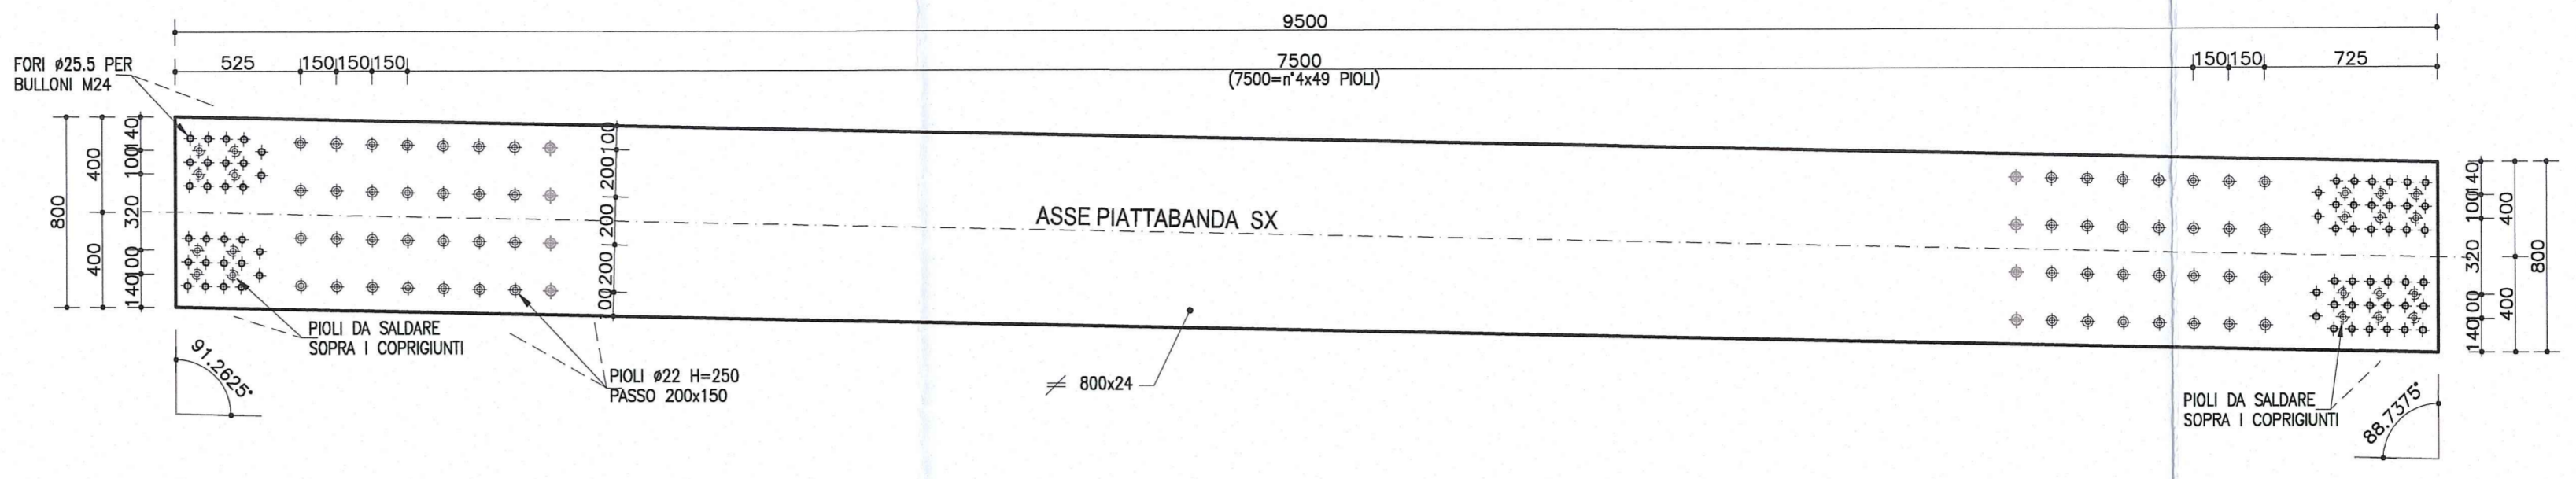 9500
525
150
150
150
7500
(7500=n°4x49 PIOLI)
150
150
725
FORI ø25.5 PER
BULLONI M24
800
400
400
140
100
320
100
140
100
200
200
200
100
ASSE PIATTABANDA SX
140
100
320
100
140
400
400
800
PIOLI DA SALDARE
SOPRA I COPRIGIUNTI
91.2625°
PIOLI ø22 H=250
PASSO 200x150
800x24
PIOLI DA SALDARE
SOPRA I COPRIGIUNTI
88.7375°